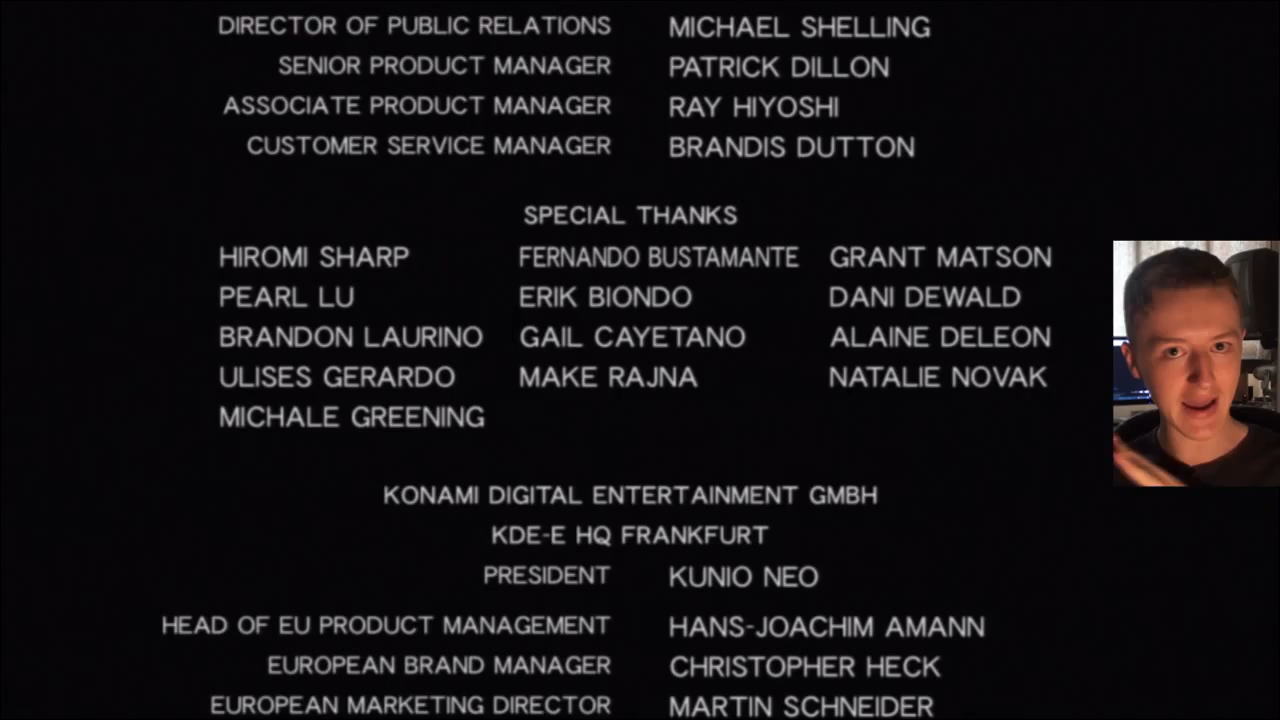 DIRECTOR OF PUBLIC RELATIONS MICHAEL SHELLING
SENIOR PRODUCT MANAGER PATRICK DILLON
ASSOCIATE PRODUCT MANAGER RAY HIYOSHI
CUSTOMER SERVICE MANAGER BRANDIS DUTTON
SPECIAL THANKS
HIROMI SHARP FERNANDO BUSTAMANTE GRANT MATSON
PEARL LU ERIK BIONDO DANI DEWALD
BRANDON LAURINO GAIL CAYETANO ALAINE DELEON
ULISES GERARDO MAKE RAJNA NATALIE NOVAK
MICHALE GREENING
KONAMI DIGITAL ENTERTAINMENT GMBH
KDE-E HQ FRANKFURT
PRESIDENT KUNIO NEO
HEAD OF EU PRODUCT MANAGEMENT HANS-JOACHIM AMANN
EUROPEAN BRAND MANAGER CHRISTOPHER HECK
EUROPEAN MARKETING DIRECTOR MARTIN SCHNEIDER